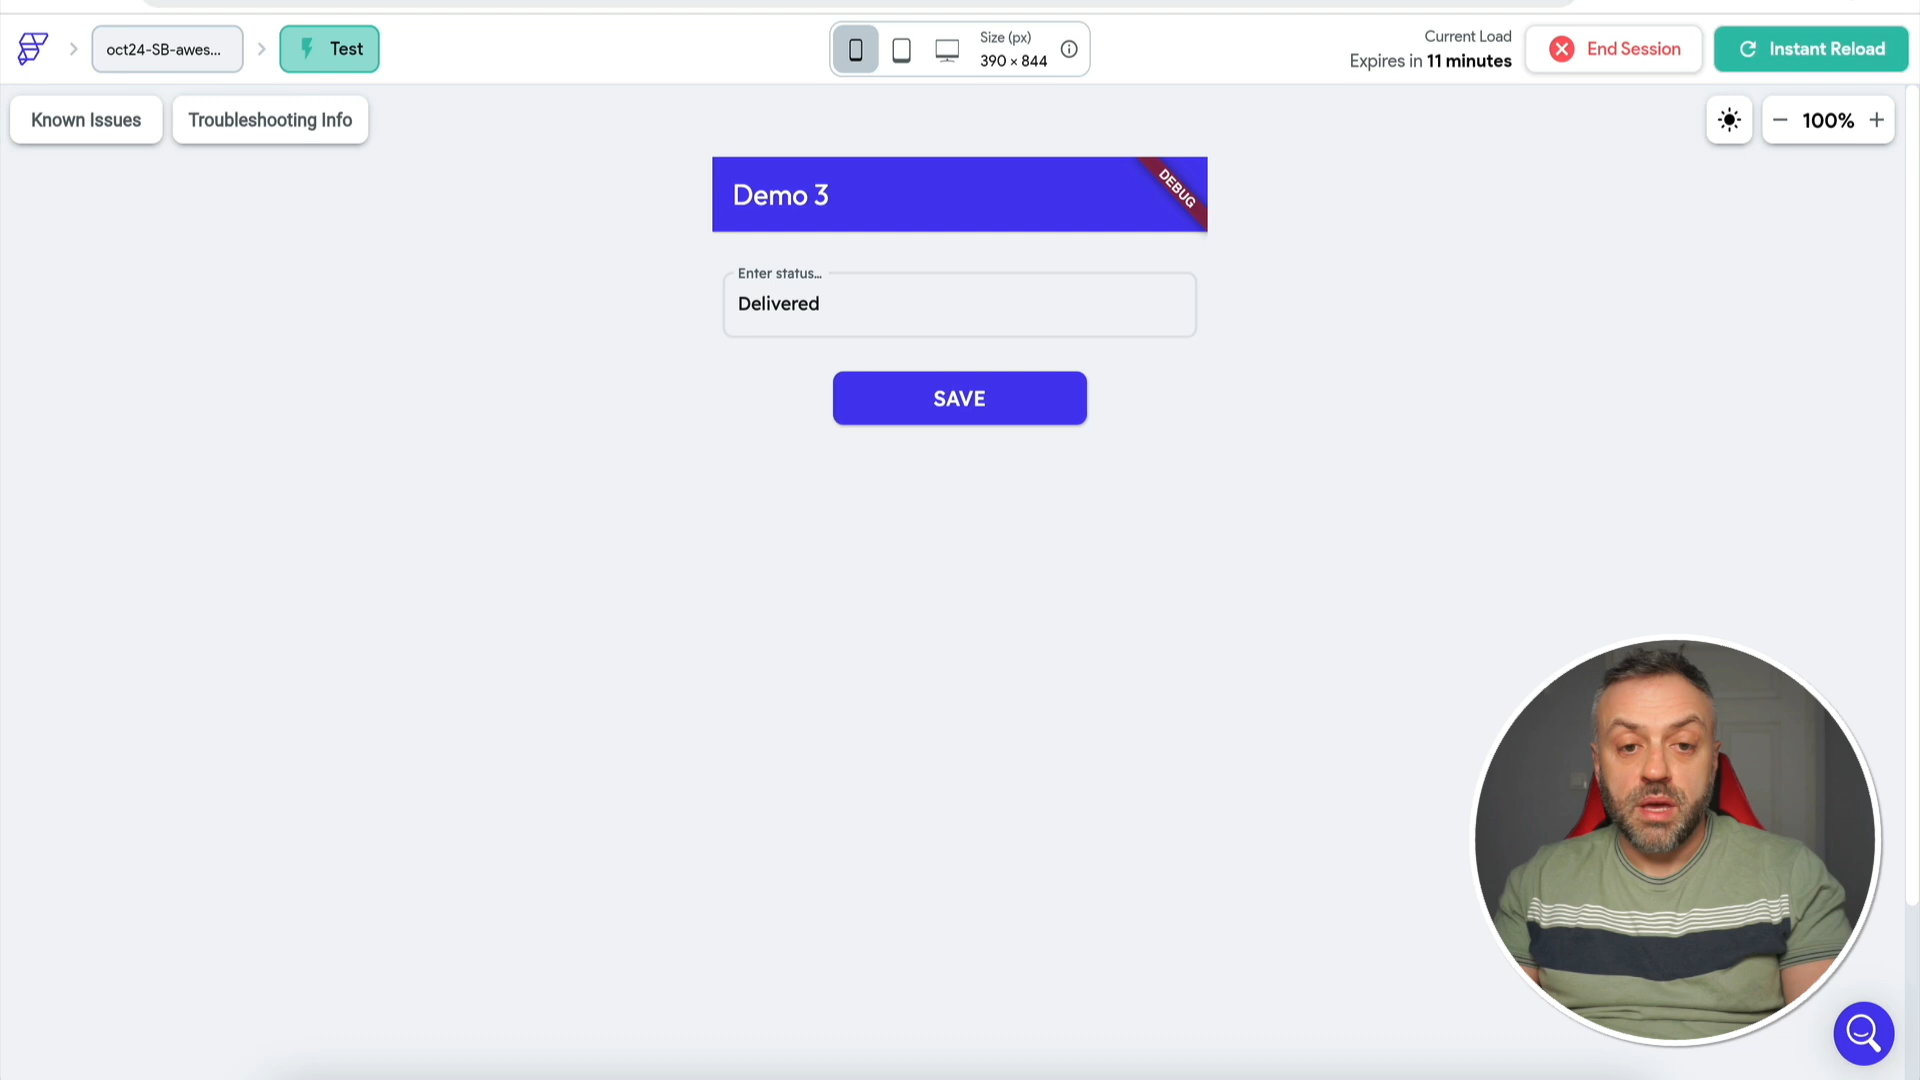 oct24-SB-awes...
Test
Size (px)
390 × 844
Current Load
Expires in 11 minutes
End Session
Instant Reload
Known Issues
Troubleshooting Info
100%
Demo 3
DEBUG
Enter status...
Delivered
SAVE